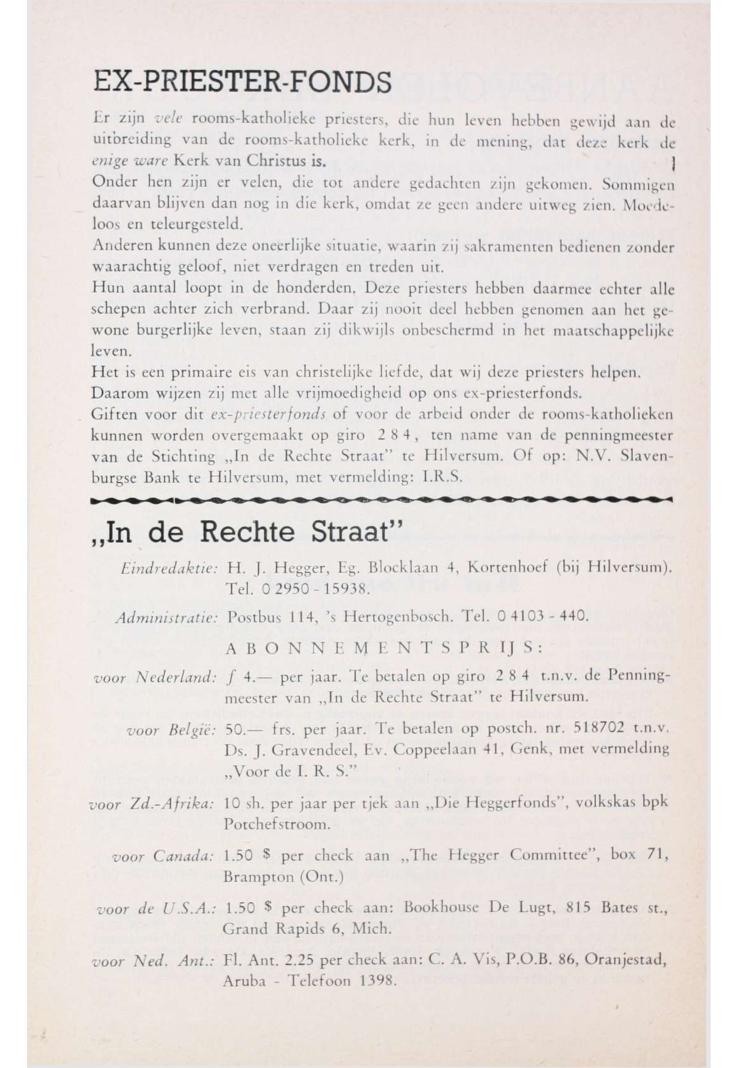 EX-PRIESTER-FONDS
Er zijn vele rooms-katholieke priesters, die hun leven hebben gewijd aan de
uitbreiding van de rooms-katholieke kerk, in de mening, dat deze kerk de
enige ware Kerk van Christus is.
Onder hen zijn er velen, die tot andere gedachten zijn gekomen. Sommigen
daarvan blijven dan nog in die kerk, omdat ze geen andere uitweg zien. Moede-
loos en teleurgesteld.
Anderen kunnen deze oneerlijke situatie, waarin zij sakramenten bedienen zonder
waarachtig geloof, niet verdragen en treden uit.
Hun aantal loopt in de honderden. Deze priesters hebben daarmee echter alle
schepen achter zich verbrand. Daar zij nooit deel hebben genomen aan het ge-
wone burgerlijke leven, staan zij dikwijls onbeschermd in het maatschappelijke
leven.
Het is een primaire eis van christelijke liefde, dat wij deze priesters helpen.
Daarom wijzen zij met alle vrijmoedigheid op ons ex-priesterfonds.
Giften voor dit ex-priesterfonds of voor de arbeid onder de rooms-katholieken
kunnen worden overgemaakt op giro 284, ten name van de penningmeester
van de Stichting „In de Rechte Straat" te Hilversum. Of op: N.V. Slaven-
burgse Bank te Hilversum, met vermelding: I.R.S.
„In de Rechte Straat"
Eindredaktie: H. J. Hegger, Eg. Blocklaan 4, Kortenhoef (bij Hilversum).
Tel. 0 2950 - 15938.
Administratie: Postbus 114, 's Hertogenbosch. Tel. 0 4103 - 440.
ABONNEMENTSPRIJS:
voor Nederland: ƒ 4.— per jaar. Te betalen op giro 284 t.n.v. de Penning-
meester van „In de Rechte Straat" te Hilversum.
voor België: 50.— frs. per jaar. Te betalen op postch. nr. 518702 t.n.v.
Ds. J. Gravendeel, Ev. Coppeelaan 41, Genk, met vermelding
„Voor de I. R. S."
voor Zd.-Afrika: 10 sh. per jaar per tjek aan „Die Heggerfonds", volkskas bpk
Potchefstroom.
voor Canada: 1.50 $ per check aan „The Hegger Committee", box 71,
Brampton (Ont.)
voor de U.S.A.: 1.50 $ per check aan: Bookhouse De Lugt, 815 Bates st.,
Grand Rapids 6, Mich.
voor Ned. Ant.: Fl. Ant. 2.25 per check aan: C. A. Vis, P.O.B. 86, Oranjestad,
Aruba - Telefoon 1398.